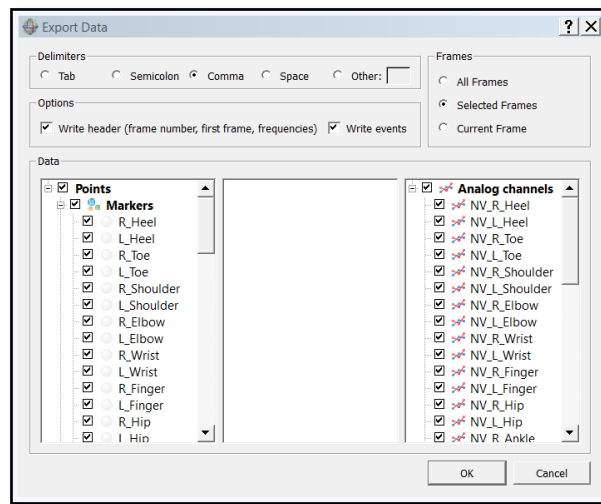 Export Data
Delimiters
Tab Semicolon Comma Space Other:
Options
Write header (frame number, first frame, frequencies) Write events
Frames
All Frames
Selected Frames
Current Frame
Data
Points
Markers
R_Heel
L_Heel
R_Toe
L_Toe
R_Shoulder
L_Shoulder
R_Elbow
L_Elbow
R_Wrist
L_Wrist
R_Finger
L_Finger
R_Hip
L_Hip
Analog channels
NV_R_Heel
NV_L_Heel
NV_R_Toe
NV_L_Toe
NV_R_Shoulder
NV_L_Shoulder
NV_R_Elbow
NV_L_Elbow
NV_R_Wrist
NV_L_Wrist
NV_R_Finger
NV_L_Finger
NV_R_Hip
NV_L_Hip
NV_R_Ankle
OK Cancel